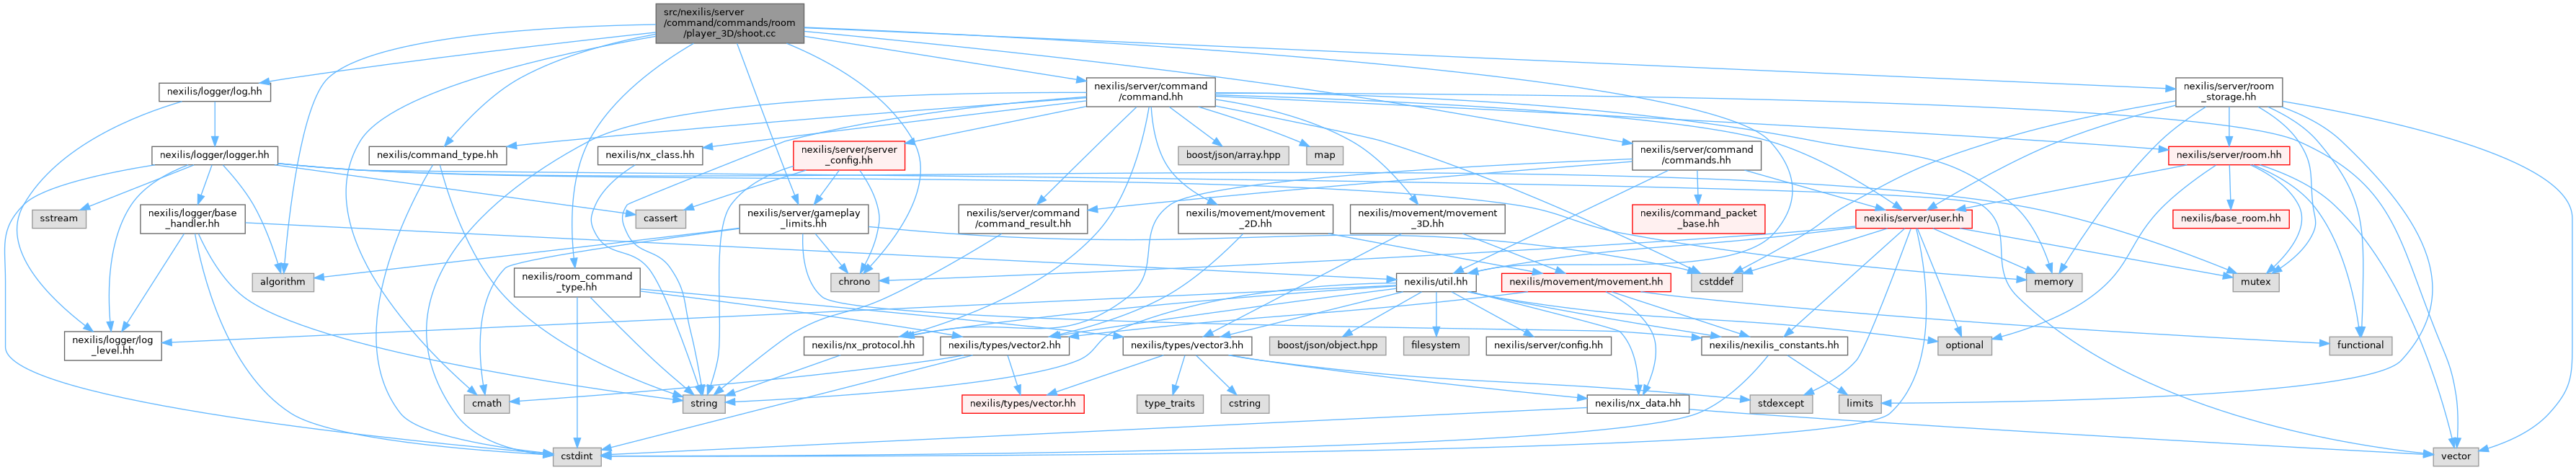 src/nexilis/server
/command/commands/room
/player_3D/shoot.cc
nexilis/logger/log.hh
nexilis/server/command
/command.hh
nexilis/server/room
_storage.hh
nexilis/logger/logger.hh
nexilis/command_type.hh
nexilis/nx_class.hh
nexilis/server/server
_config.hh
boost/json/array.hpp
map
nexilis/server/command
/commands.hh
nexilis/server/room.hh
sstream
nexilis/logger/base
_handler.hh
cassert
nexilis/server/gameplay
_limits.hh
nexilis/server/command
/command_result.hh
nexilis/movement/movement
_2D.hh
nexilis/movement/movement
_3D.hh
nexilis/command_packet
_base.hh
nexilis/server/user.hh
nexilis/base_room.hh
algorithm
nexilis/room_command
_type.hh
chrono
nexilis/util.hh
nexilis/movement/movement.hh
cstddef
memory
mutex
nexilis/logger/log
_level.hh
nexilis/nx_protocol.hh
nexilis/types/vector2.hh
nexilis/types/vector3.hh
boost/json/object.hpp
filesystem
nexilis/server/config.hh
nexilis/nexilis_constants.hh
optional
functional
cmath
string
nexilis/types/vector.hh
type_traits
cstring
nexilis/nx_data.hh
stdexcept
limits
cstdint
vector